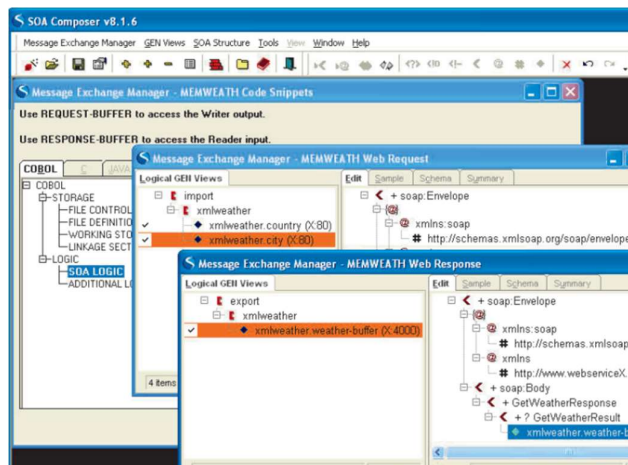 SOA Composer v8.1.6
Message Exchange Manager GEN Views SOA Structure Tools View Window Help
Message Exchange Manager - MEMWEATH Code Snippets
Use REQUEST-BUFFER to access the Writer output.
Use RESPONSE-BUFFER to access the Reader input.
COBOL C JAVA
COBOL
STORAGE
FILE CONTROL
FILE DEFINITIO
WORKING STO
LINKAGE SECT
LOGIC
SOA LOGIC
ADDITIONAL LO
Message Exchange Manager - MEMWEATH Web Request
Logical GEN Views
import
xmlweather
xmlweather.country (X:80)
xmlweather.city (X:80)
4 items
Edit Sample Schema Summary
+ soap:Envelope
{@}
@ xmlns:soap
# http://schemas.xmlsoap.org/soap/envelope
Message Exchange Manager - MEMWEATH Web Response
Logical GEN Views
export
xmlweather
xmlweather.weather-buffer (X:4000)
Edit Sample Schema Summary
+ soap:Envelope
{@}
@ xmlns:soap
# http://schemas.xmlsoap
@ xmlns
# http://www.webserviceX.
+ soap:Body
+ GetWeatherResponse
+ ? GetWeatherResult
xmlweather.weather-b